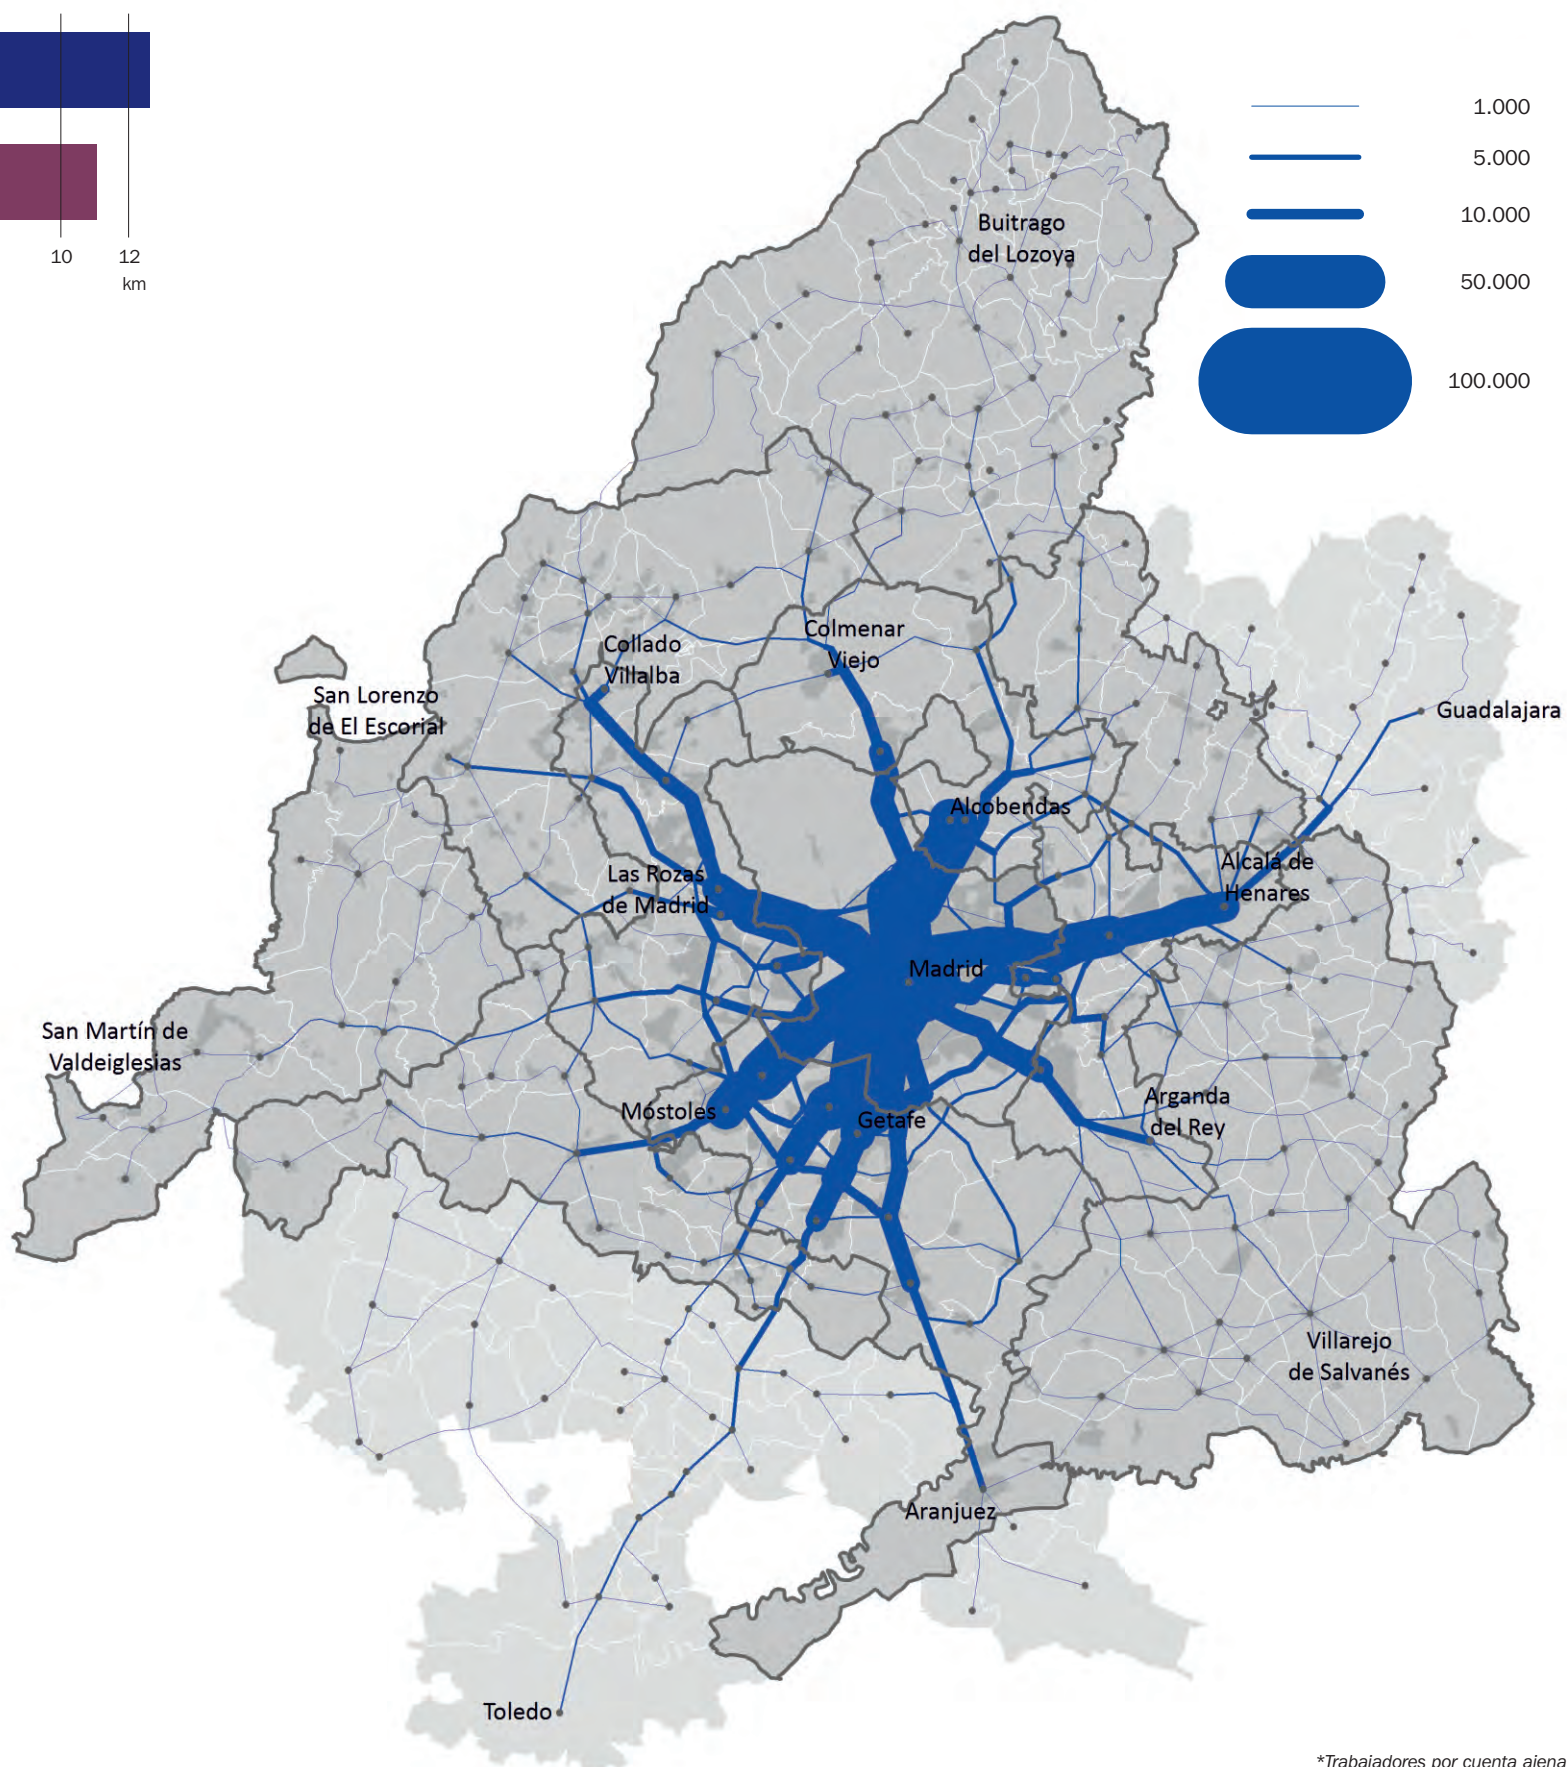 1.000
5.000
10.000
50.000
100.000
10
12
km
Buitrago
del Lozoya
Colmenar
Viejo
Collado
Villalba
San Lorenzo
de El Escorial
Guadalajara
Alcobendas
Las Rozas
de Madrid
Alcalá de
Henares
Madrid
San Martín de
Valdeiglesias
Móstoles
Getafe
Arganda
del Rey
Villarejo
de Salvanés
Aranjuez
Toledo
*Trabajadores por cuenta ajena